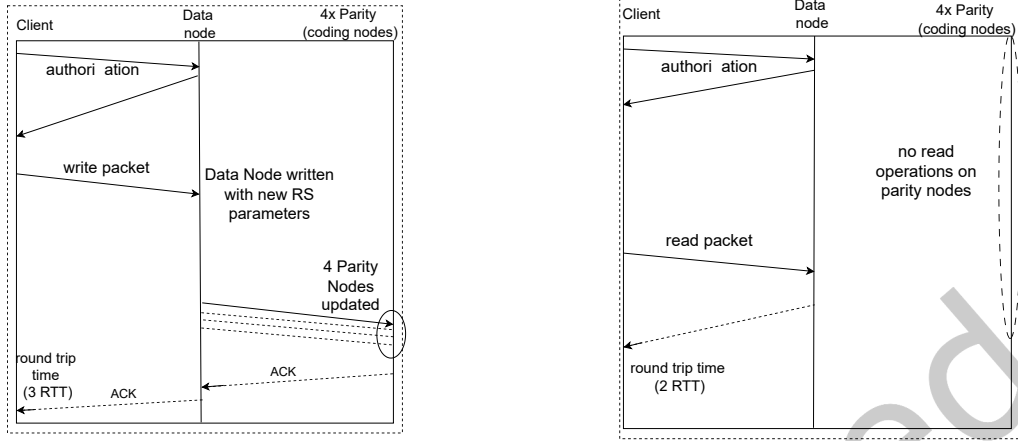 Client
Data
node
4x Parity
(coding nodes)
authori ation
write packet
Data Node written
with new RS
parameters
4 Parity
Nodes
updated
round trip
time
(3 RTT)
ACK
ACK
Client
Data
node
4x Parity
(coding nodes)
authori ation
no read
operations on
parity nodes
read packet
round trip time
(2 RTT)